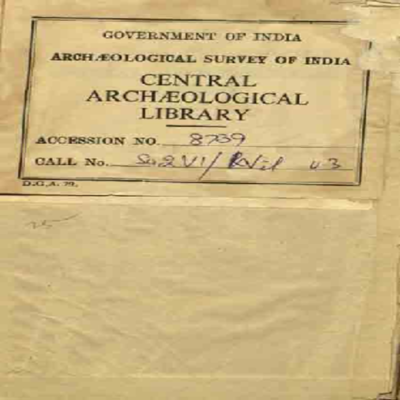 GOVERNMENT OF INDIA
ARCHÆOLOGICAL SURVEY OF INDIA
CENTRAL
ARCHÆOLOGICAL
LIBRARY
ACCESSION NO. 8739
CALL No.
D.G.A. 79.